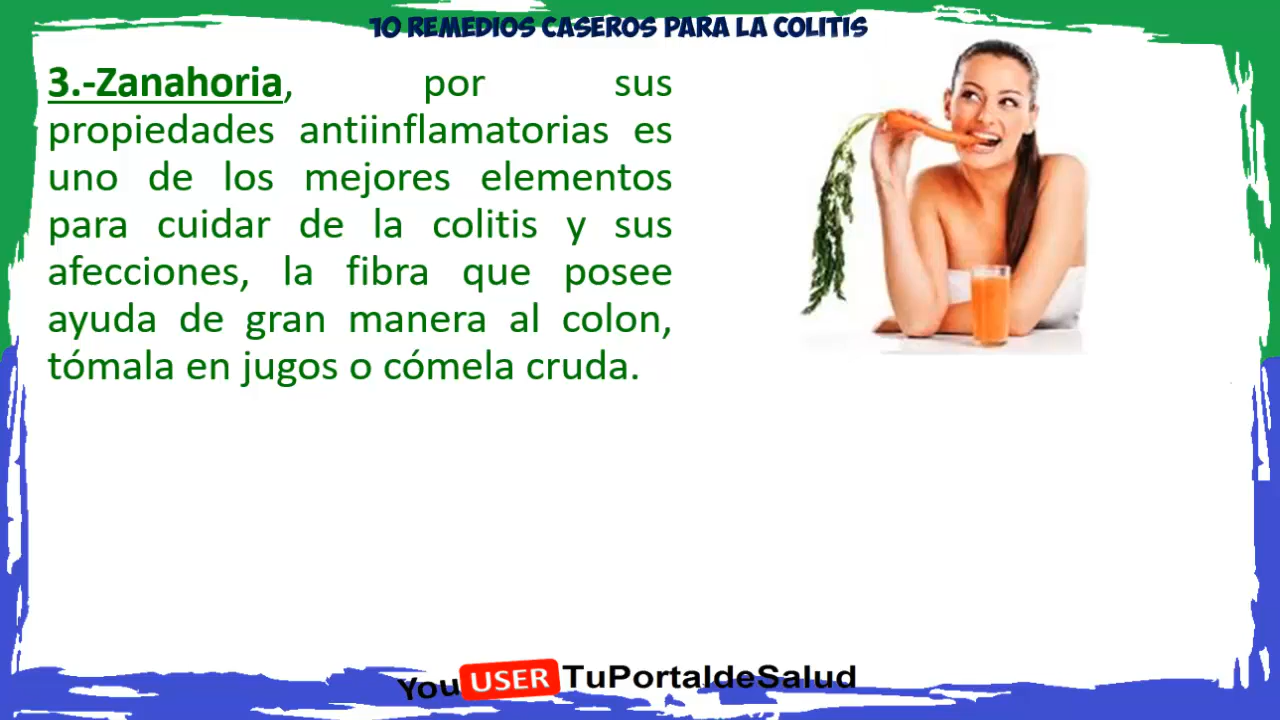 10 REMEDIOS CASEROS PARA LA COLITIS
3.-Zanahoria, por sus
propiedades antiinflamatorias es
uno de los mejores elementos
para cuidar de la colitis y sus
afecciones, la fibra que posee
ayuda de gran manera al colon,
tómala en jugos o cómela cruda.
You USER TuPortaldeSalud